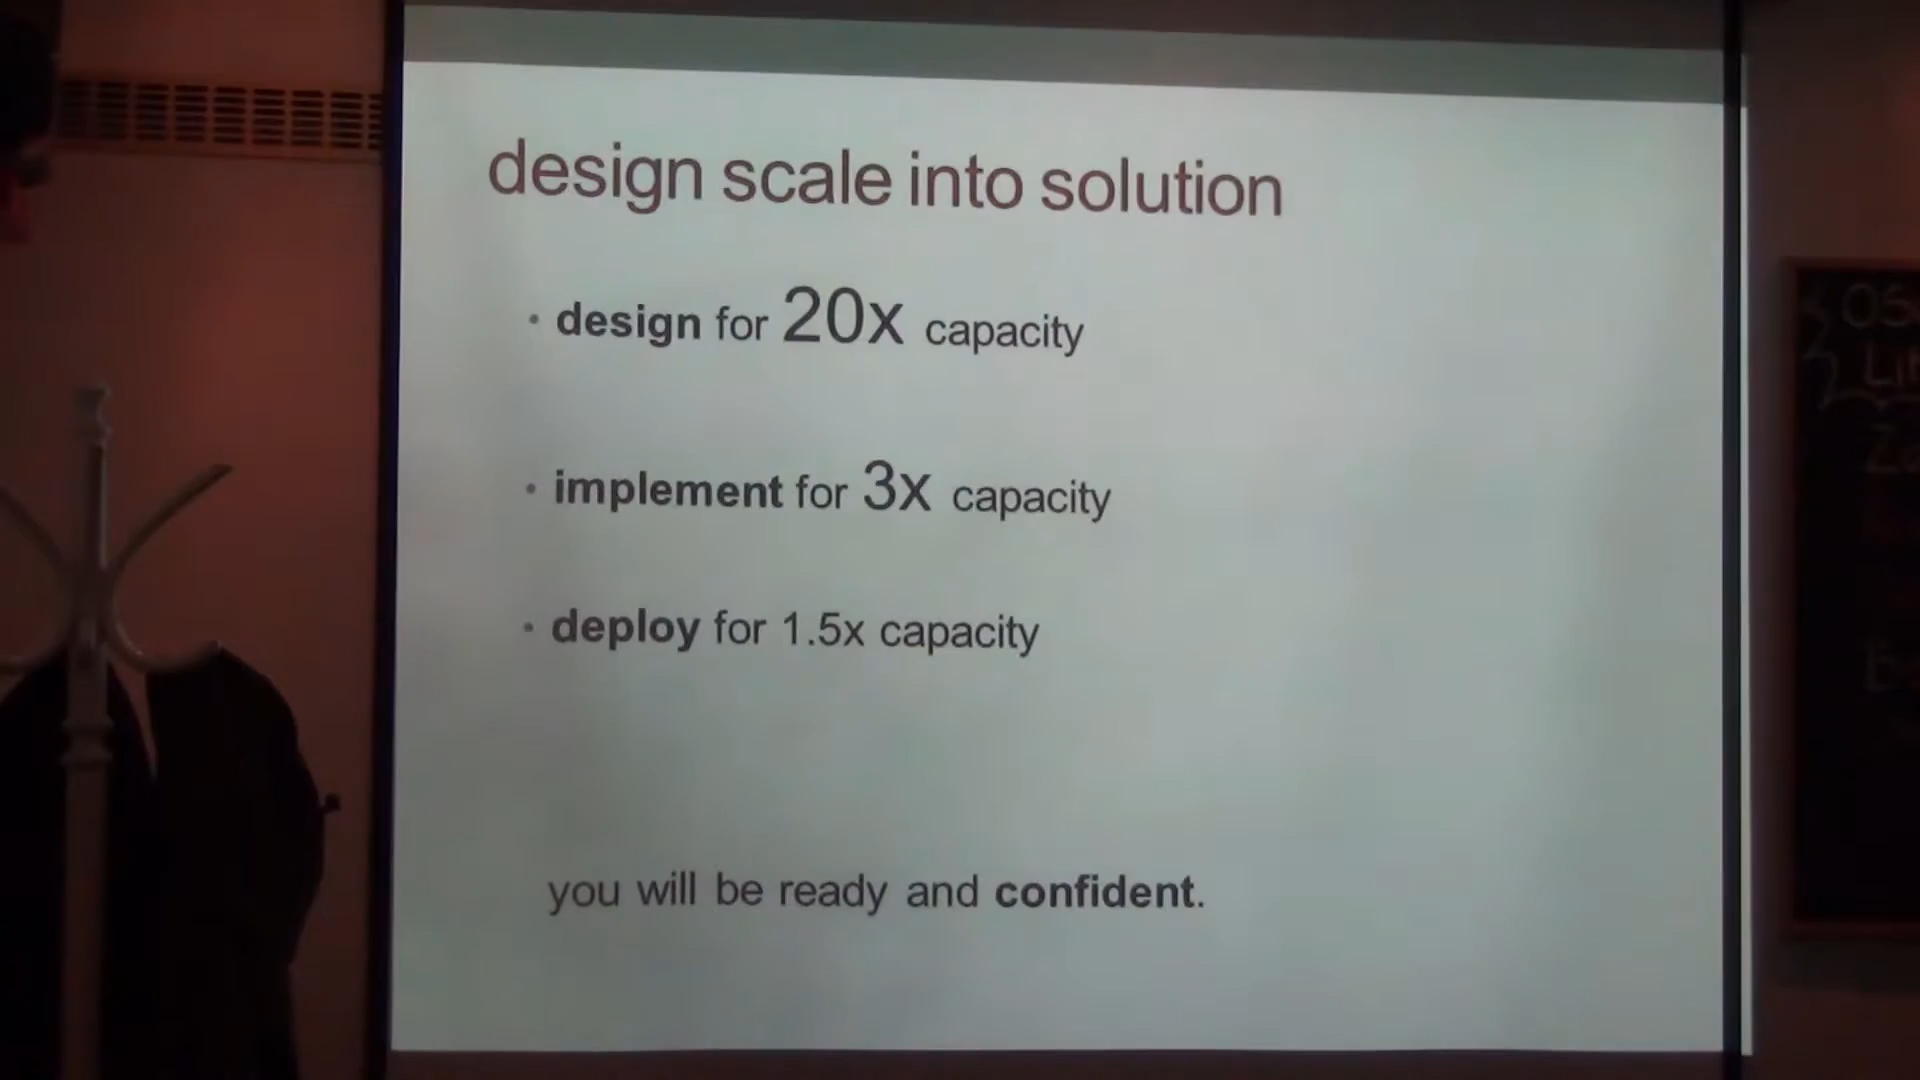 design scale into solution
• design for 20x capacity
• implement for 3x capacity
• deploy for 1.5x capacity
you will be ready and confident.